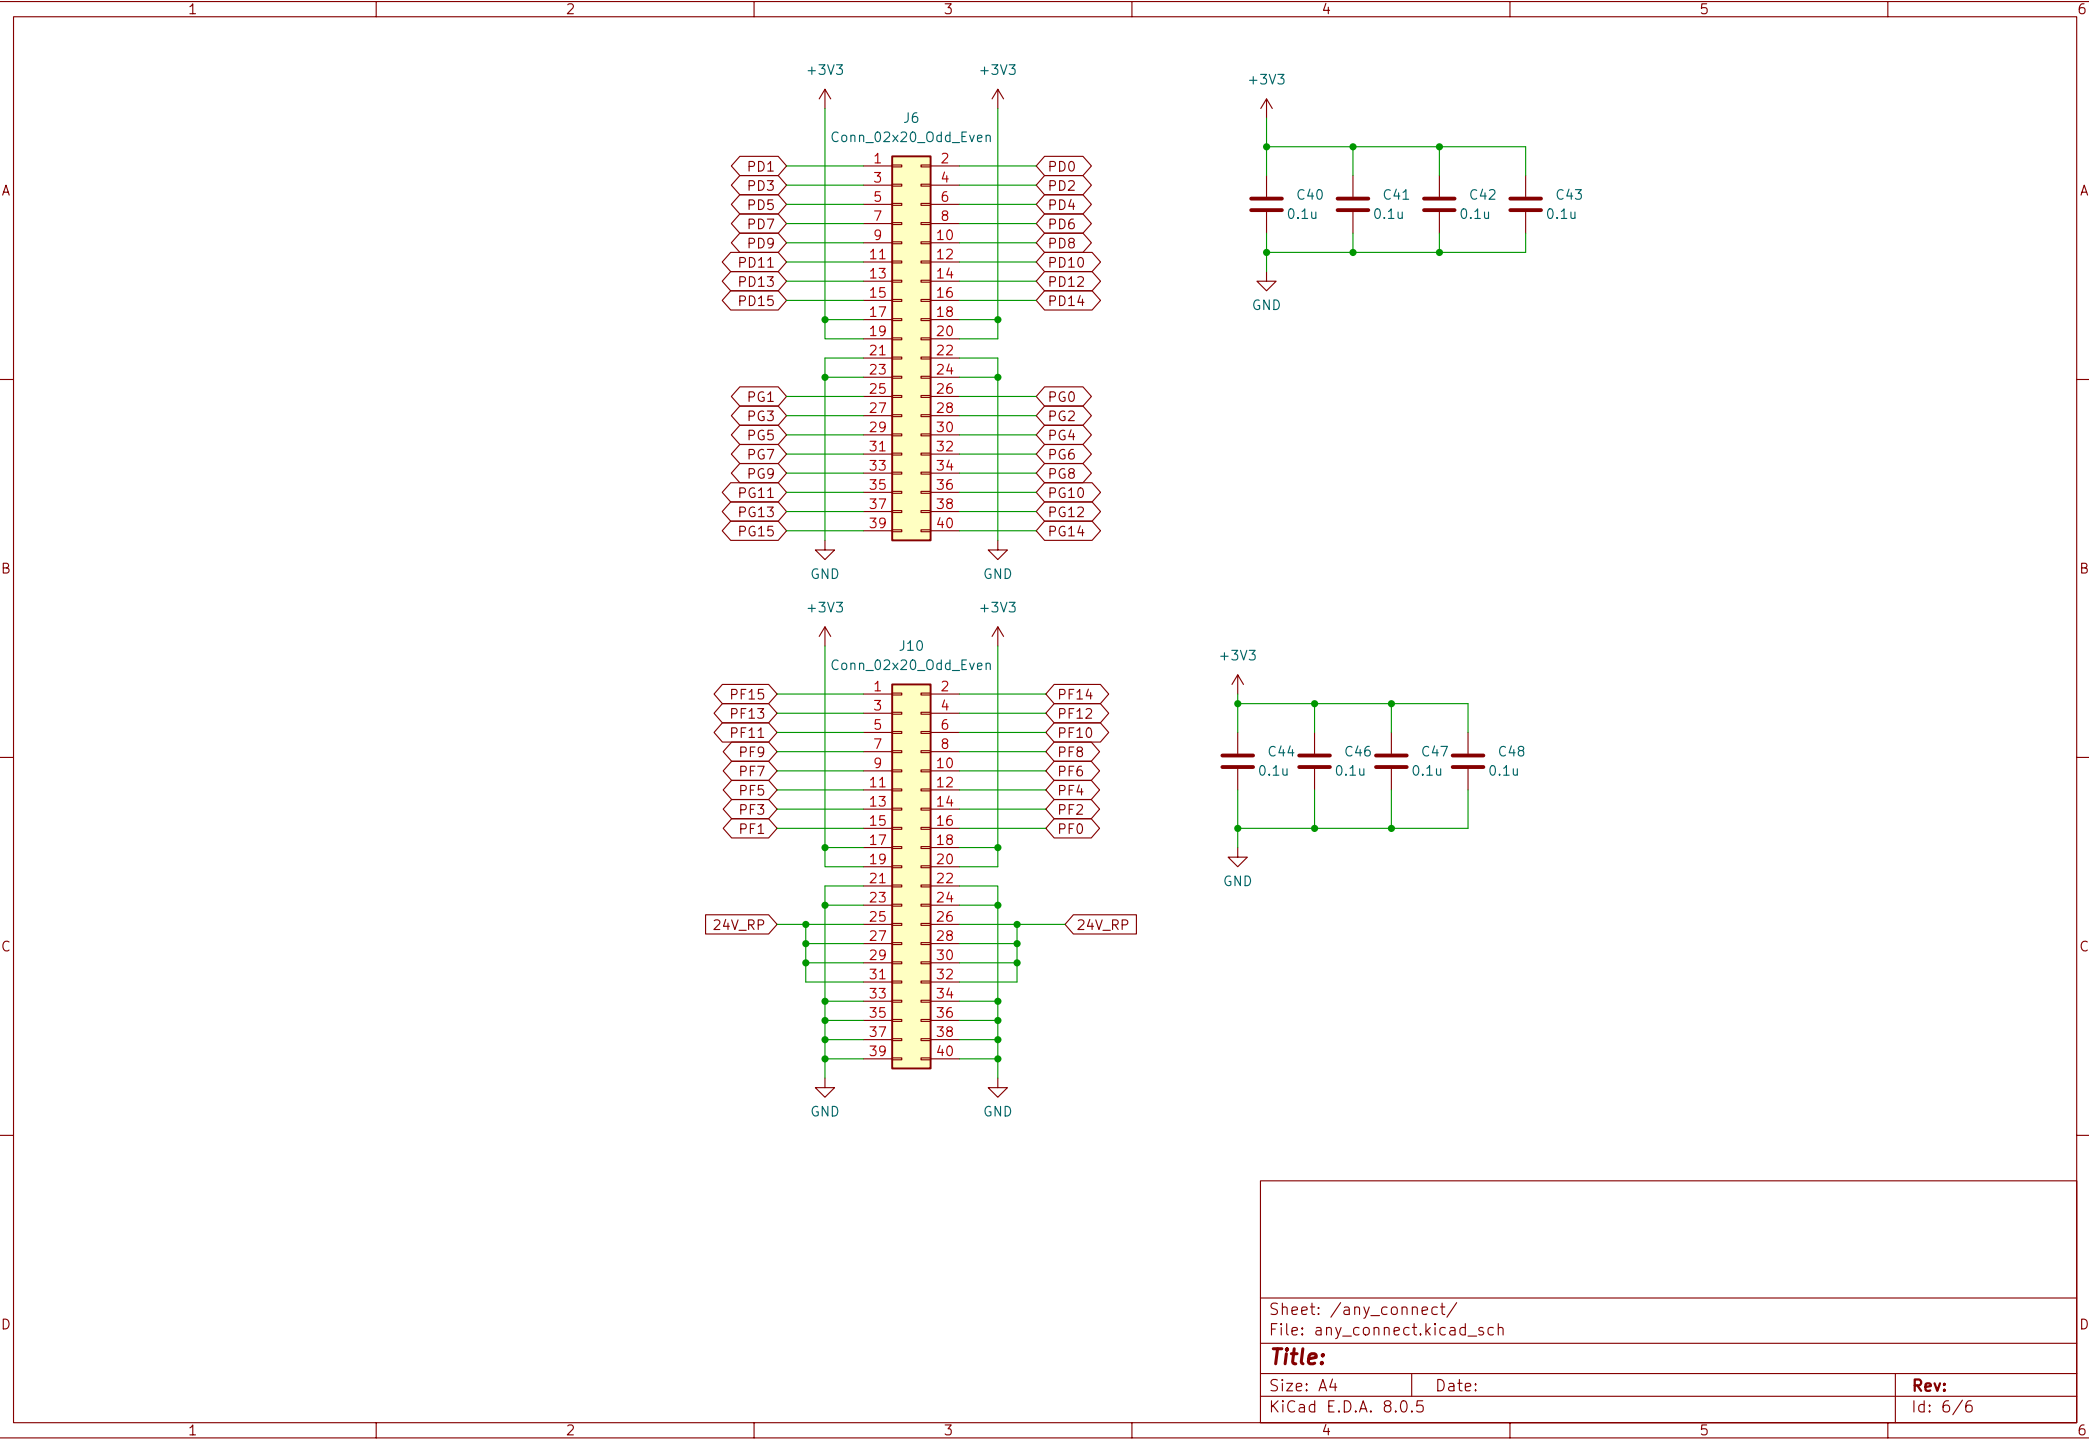 1 2 3 4 5 6
+3V3 +3V3
J6
Conn_02x20_Odd_Even
PD1 1 2 PD0
PD3 3 4 PD2
PD5 5 6 PD4
PD7 7 8 PD6
PD9 9 10 PD8
PD11 11 12 PD10
PD13 13 14 PD12
PD15 15 16 PD14
17 18
19 20
21 22
23 24
PG1 25 26 PG0
PG3 27 28 PG2
PG5 29 30 PG4
PG7 31 32 PG6
PG9 33 34 PG8
PG11 35 36 PG10
PG13 37 38 PG12
PG15 39 40 PG14
GND GND
+3V3
C40 C41 C42 C43
0.1u 0.1u 0.1u 0.1u
GND
A A
B B
+3V3 +3V3
J10
Conn_02x20_Odd_Even
PF15 1 2 PF14
PF13 3 4 PF12
PF11 5 6 PF10
PF9 7 8 PF8
PF7 9 10 PF6
PF5 11 12 PF4
PF3 13 14 PF2
PF1 15 16 PF0
17 18
19 20
21 22
23 24
24V_RP 25 26 24V_RP
27 28
29 30
31 32
33 34
35 36
37 38
39 40
GND GND
+3V3
C44 C46 C47 C48
0.1u 0.1u 0.1u 0.1u
GND
C C
D D
Sheet: /any_connect/
File: any_connect.kicad_sch
Title:
Size: A4 Date: Rev:
KiCad E.D.A. 8.0.5 Id: 6/6
1 2 3 4 5 6